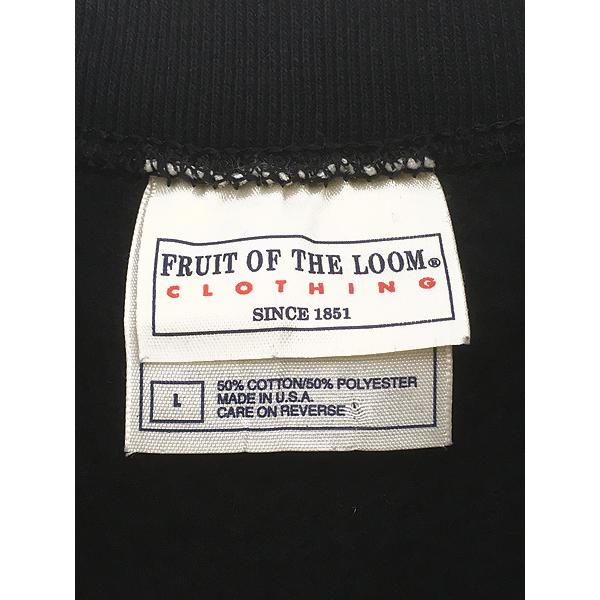 FRUIT OF THE LOOM®
CLOTHING
SINCE 1851
L
50% COTTON/50% POLYESTER
MADE IN U.S.A.
CARE ON REVERSE